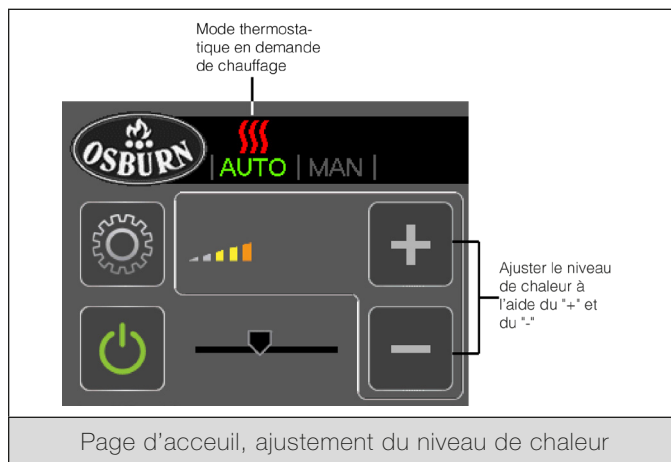 Mode thermosta-
tique en demande
de chauffage
OSBURN
| AUTO | MAN |
Ajuster le niveau
de chaleur à
l'aide du "+" et
du "-"
Page d'acceuil, ajustement du niveau de chaleur